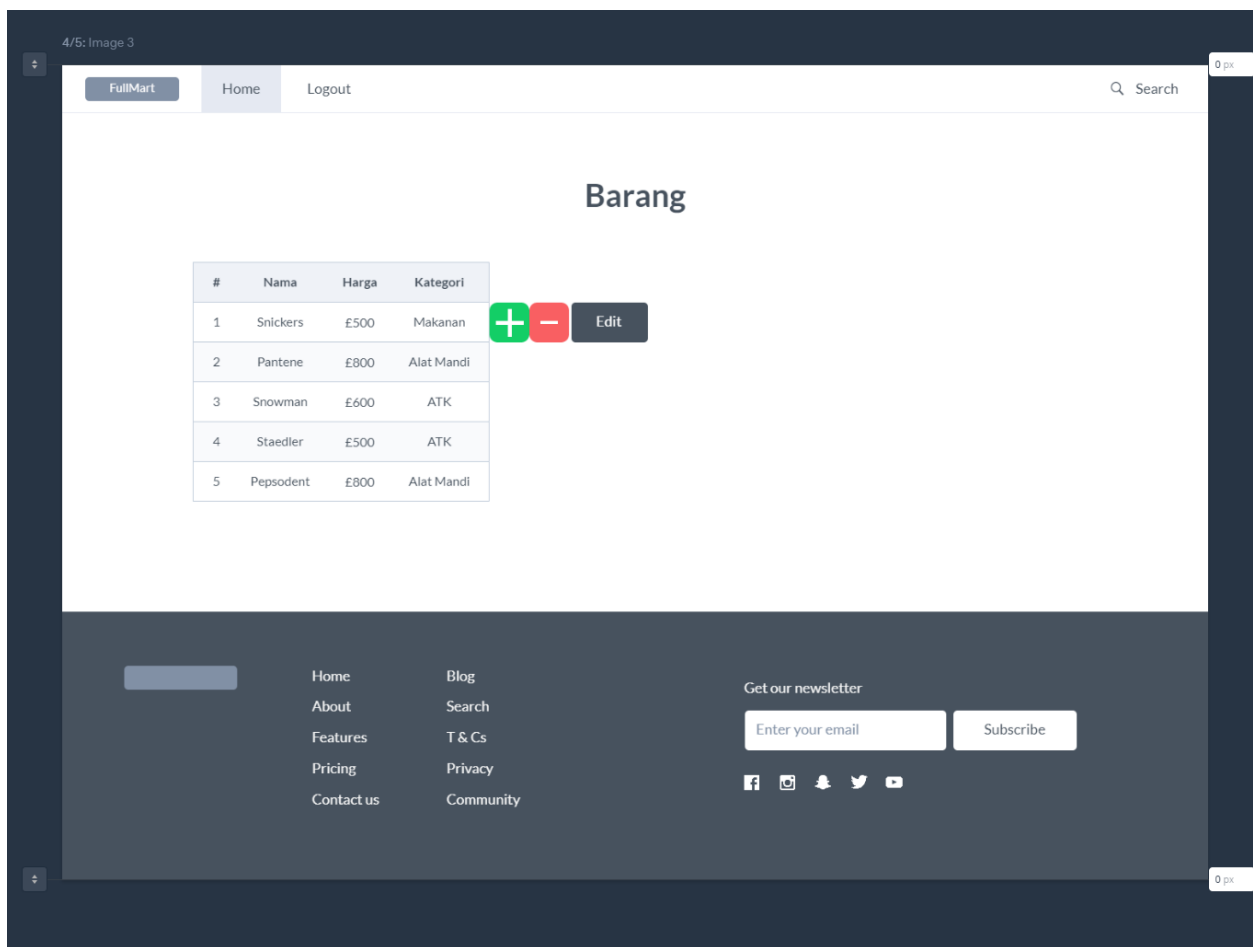 4/5: Image 3
0 px
FullMart Home Logout Search
Barang
# Nama Harga Kategori
1 Snickers £500 Makanan Edit
2 Pantene £800 Alat Mandi
3 Snowman £600 ATK
4 Staedler £500 ATK
5 Pepsodent £800 Alat Mandi
Home Blog
About Search
Features T & Cs
Pricing Privacy
Contact us Community
Get our newsletter
Enter your email Subscribe
0 px